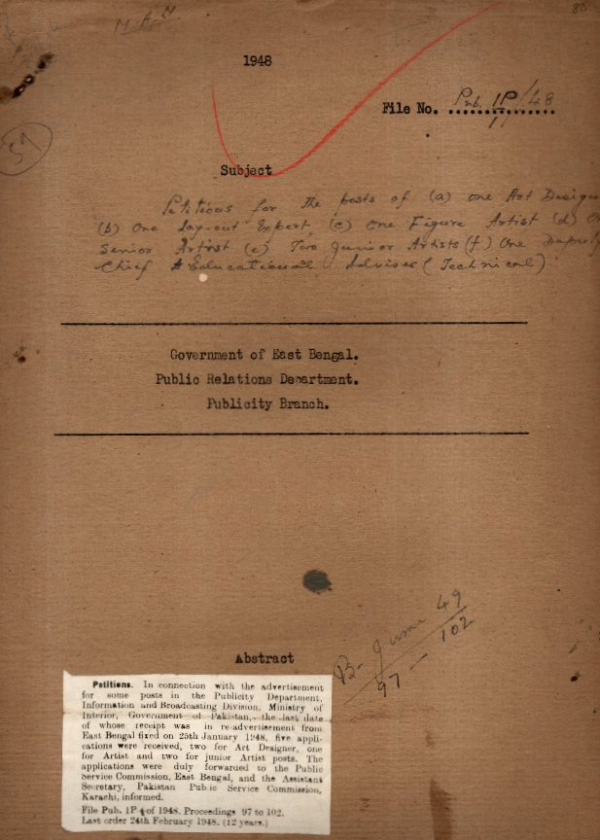 M.A.M.
1948
File No. Pub. 1P/48
11
51
Subject
Petitions for the posts of (a) one Art Design
(b) One Lay-out Expert (c) One Figure Artist (d) O
Senior Artist (e) Two Junior Artists (f) One Deputy
Chief Educational Adviser (Technical)
Government of East Bengal.
Public Relations Department.
Publicity Branch.
B- June 49
97 - 102
Abstract
Petitions. In connection with the advertisement
for some posts in the Publicity Department,
Information and Broadcasting Division, Ministry of
Interior, Government of Pakistan, the last date
of whose receipt was in re-advertisement from
East Bengal fixed on 25th January 1948, five appli-
cations were received, two for Art Designer, one
for Artist and two for junior Artist posts. The
applications were duly forwarded to the Public
Service Commission, East Bengal, and the Assistant
Secretary, Pakistan Public Service Commission,
Karachi, informed.
File Pub. 1P of 1948. Proceedings 97 to 102.
Last order 24th February 1948. (12 years.)